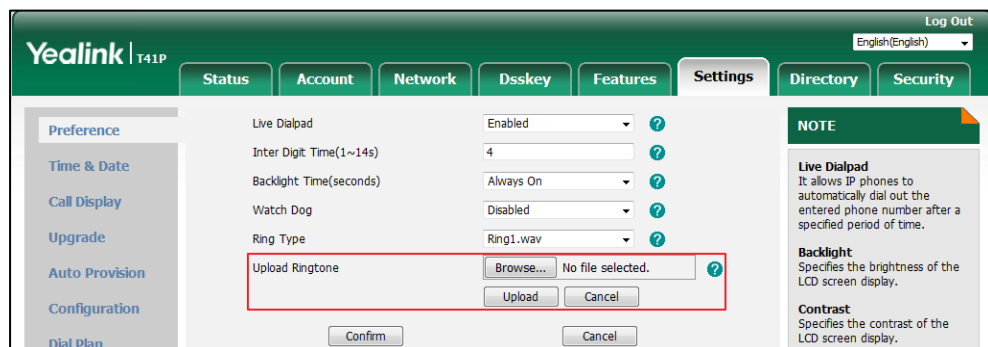 Log Out
Yealink T41P
English(English)
Status Account Network Dsskey Features Settings Directory Security
Preference
Time & Date
Call Display
Upgrade
Auto Provision
Configuration
Dial Plan
Live Dialpad Enabled ?
Inter Digit Time(1~14s) 4 ?
Backlight Time(seconds) Always On ?
Watch Dog Disabled ?
Ring Type Ring1.wav ?
Upload Ringtone Browse... No file selected. ?
Upload Cancel
Confirm Cancel
NOTE
Live Dialpad
It allows IP phones to
automatically dial out the
entered phone number after a
specified period of time.
Backlight
Specifies the brightness of the
LCD screen display.
Contrast
Specifies the contrast of the
LCD screen display.